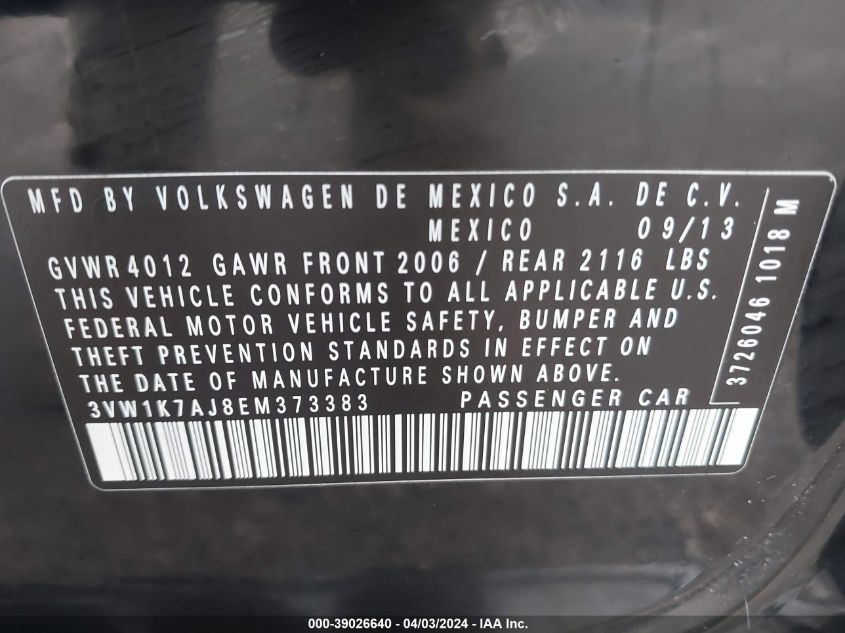 MFD BY VOLKSWAGEN DE MEXICO S.A. DE C.V.
MEXICO 09/13
GVWR 4012 GAWR FRONT 2006 / REAR 2116 LBS
THIS VEHICLE CONFORMS TO ALL APPLICABLE U.S.
FEDERAL MOTOR VEHICLE SAFETY, BUMPER AND
THEFT PREVENTION STANDARDS IN EFFECT ON
THE DATE OF MANUFACTURE SHOWN ABOVE.
3VW1K7AJ8EM373383 PASSENGER CAR
3726046 1018 M
000-39026640 - 04/03/2024 - IAA Inc.